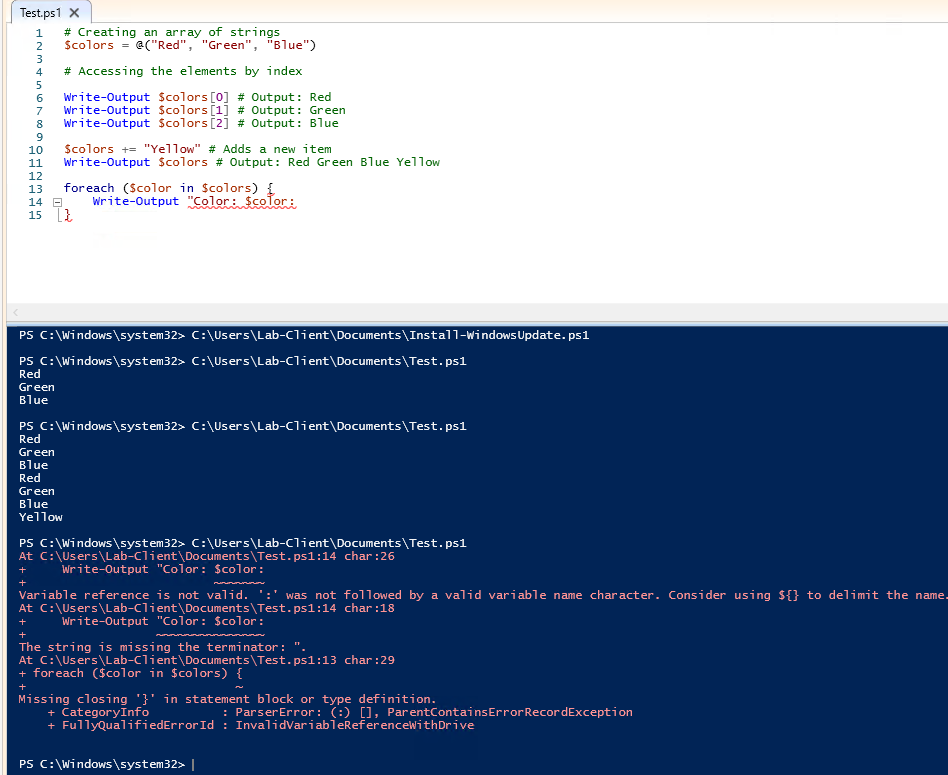 Test.ps1 X
1 # Creating an array of strings
2 $colors = @("Red", "Green", "Blue")
3
4 # Accessing the elements by index
5
6 Write-Output $colors[0] # Output: Red
7 Write-Output $colors[1] # Output: Green
8 Write-Output $colors[2] # Output: Blue
9
10 $colors += "Yellow" # Adds a new item
11 Write-Output $colors # Output: Red Green Blue Yellow
12
13 foreach ($color in $colors) {
14 Write-Output "Color: $color:
15 }
PS C:\Windows\system32> C:\Users\Lab-Client\Documents\Install-WindowsUpdate.ps1
PS C:\Windows\system32> C:\Users\Lab-Client\Documents\Test.ps1
Red
Green
Blue
PS C:\Windows\system32> C:\Users\Lab-Client\Documents\Test.ps1
Red
Green
Blue
Red
Green
Blue
Yellow
PS C:\Windows\system32> C:\Users\Lab-Client\Documents\Test.ps1
At C:\Users\Lab-Client\Documents\Test.ps1:14 char:26
+     Write-Output "Color: $color:
+                          ~~~~~~~
Variable reference is not valid. ':' was not followed by a valid variable name character. Consider using ${} to delimit the name.
At C:\Users\Lab-Client\Documents\Test.ps1:14 char:18
+     Write-Output "Color: $color:
+                  ~~~~~~~~~~~~~~~
The string is missing the terminator: ".
At C:\Users\Lab-Client\Documents\Test.ps1:13 char:29
+ foreach ($color in $colors) {
+                             ~
Missing closing '}' in statement block or type definition.
    + CategoryInfo          : ParserError: (:) [], ParentContainsErrorRecordException
    + FullyQualifiedErrorId : InvalidVariableReferenceWithDrive
PS C:\Windows\system32>